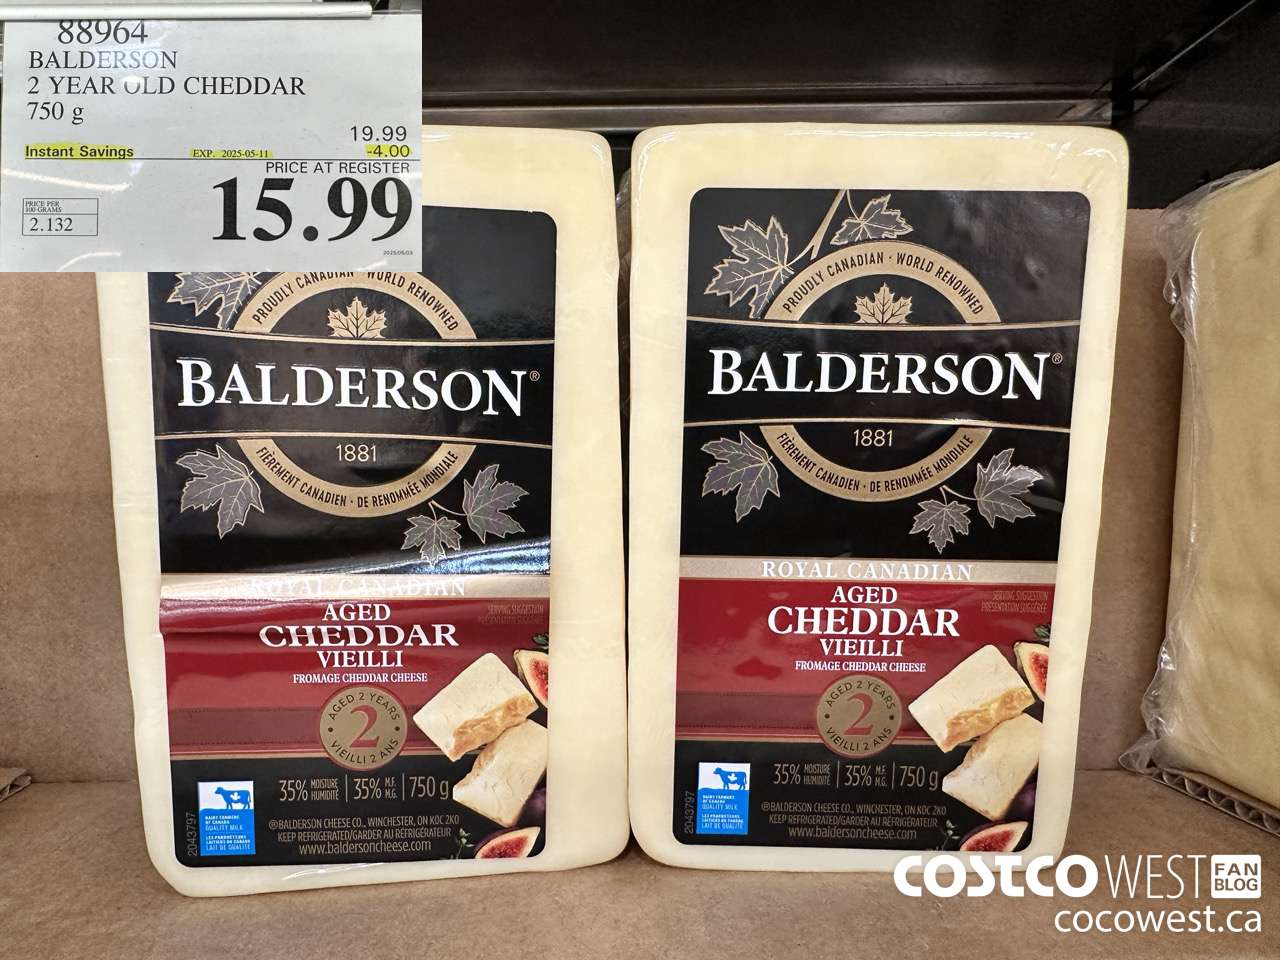 88964
BALDERSON
2 YEAR OLD CHEDDAR
750 g
19.99
Instant Savings EXP. 2025-05-11 -4.00
PRICE AT REGISTER
15.99
PRICE PER
100 GRAMS
2.132
2025/05/03
PROUDLY CANADIAN · WORLD RENOWNED
BALDERSON®
1881
FIÈREMENT CANADIEN · DE RENOMMÉE MONDIALE
ROYAL CANADIAN
AGED
CHEDDAR
VIEILLI
FROMAGE CHEDDAR CHEESE
SERVING SUGGESTION
PRÉSENTATION SUGGÉRÉE
AGED 2 YEARS
2
VIEILLI 2 ANS
35% MOISTURE HUMIDITÉ | 35% M.F. M.G. | 750 g
DAIRY FARMERS
OF CANADA
QUALITY MILK
LES PRODUCTEURS
LAITIERS DU CANADA
LAIT DE QUALITÉ
2043797
®BALDERSON CHEESE CO., WINCHESTER, ON K0C 2K0
KEEP REFRIGERATED/GARDER AU RÉFRIGÉRATEUR
www.baldersoncheese.com
PROUDLY CANADIAN · WORLD RENOWNED
BALDERSON®
1881
FIÈREMENT CANADIEN · DE RENOMMÉE MONDIALE
ROYAL CANADIAN
AGED
CHEDDAR
VIEILLI
FROMAGE CHEDDAR CHEESE
SERVING SUGGESTION
PRÉSENTATION SUGGÉRÉE
AGED 2 YEARS
2
VIEILLI 2 ANS
35% MOISTURE HUMIDITÉ | 35% M.F. M.G. | 750 g
DAIRY FARMERS
OF CANADA
QUALITY MILK
LES PRODUCTEURS
LAITIERS DU CANADA
LAIT DE QUALITÉ
2043797
®BALDERSON CHEESE CO., WINCHESTER, ON K0C 2K0
KEEP REFRIGERATED/GARDER AU RÉFRIGÉRATEUR
www.baldersoncheese.com
COSTCO WEST FAN BLOG
cocowest.ca